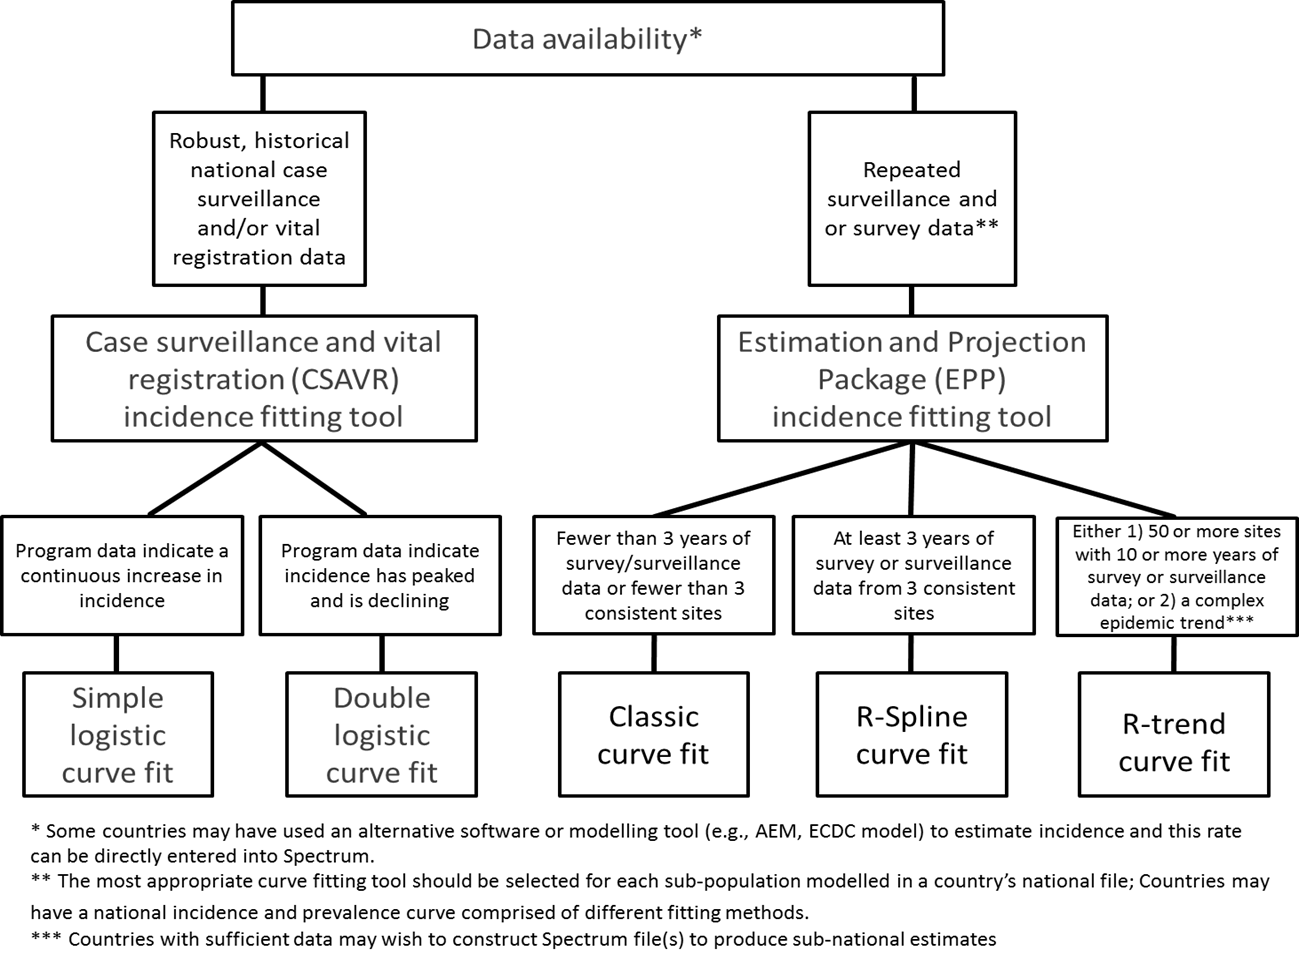 Data availability*
Robust, historical
national case
surveillance
and/or vital
registration data
Repeated
surveillance and
or survey data**
Case surveillance and vital
registration (CSAVR)
incidence fitting tool
Estimation and Projection
Package (EPP)
incidence fitting tool
Program data indicate a
continuous increase in
incidence
Program data indicate
incidence has peaked
and is declining
Fewer than 3 years of
survey/surveillance
data or fewer than 3
consistent sites
At least 3 years of
survey or surveillance
data from 3 consistent
sites
Either 1) 50 or more sites
with 10 or more years of
survey or surveillance
data; or 2) a complex
epidemic trend***
Simple
logistic
curve fit
Double
logistic
curve fit
Classic
curve fit
R-Spline
curve fit
R-trend
curve fit
* Some countries may have used an alternative software or modelling tool (e.g., AEM, ECDC model) to estimate incidence and this rate
can be directly entered into Spectrum.
** The most appropriate curve fitting tool should be selected for each sub-population modelled in a country’s national file; Countries may
have a national incidence and prevalence curve comprised of different fitting methods.
*** Countries with sufficient data may wish to construct Spectrum file(s) to produce sub-national estimates